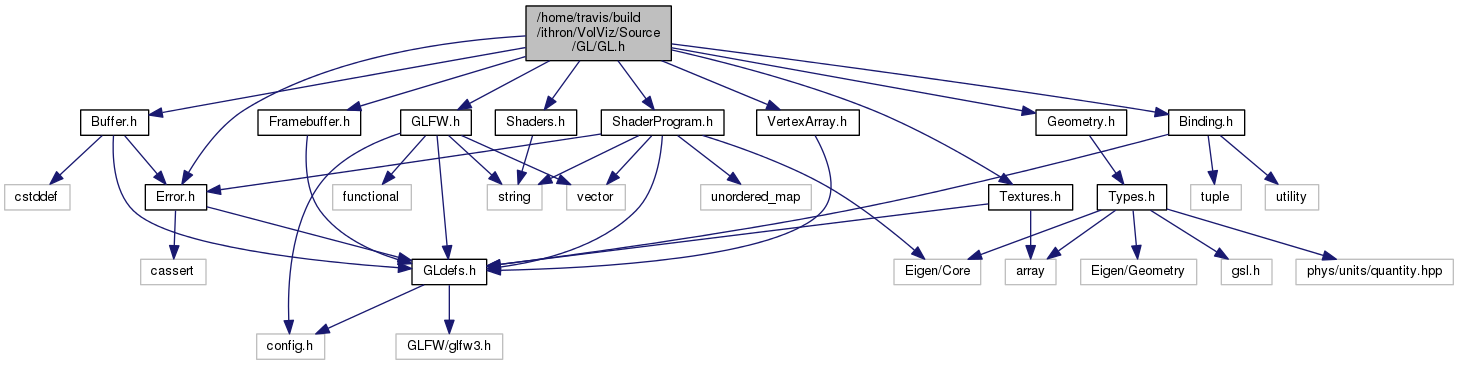 /home/travis/build
/ithron/VolViz/Source
/GL/GL.h
Buffer.h
Framebuffer.h
GLFW.h
Shaders.h
ShaderProgram.h
VertexArray.h
Geometry.h
Binding.h
cstddef
Error.h
functional
string
vector
unordered_map
Textures.h
Types.h
tuple
utility
cassert
GLdefs.h
Eigen/Core
array
Eigen/Geometry
gsl.h
phys/units/quantity.hpp
config.h
GLFW/glfw3.h